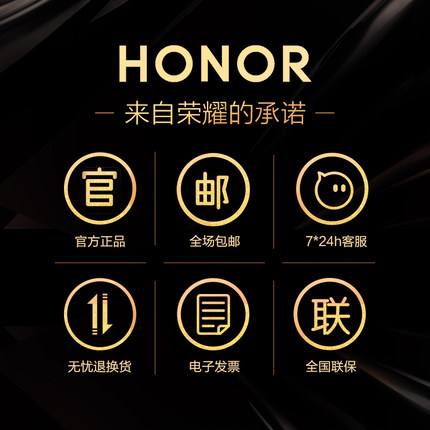 HONOR
来自荣耀的承诺
官 邮
官方正品 全场包邮 7*24h客服
联
无忧退换货 电子发票 全国联保